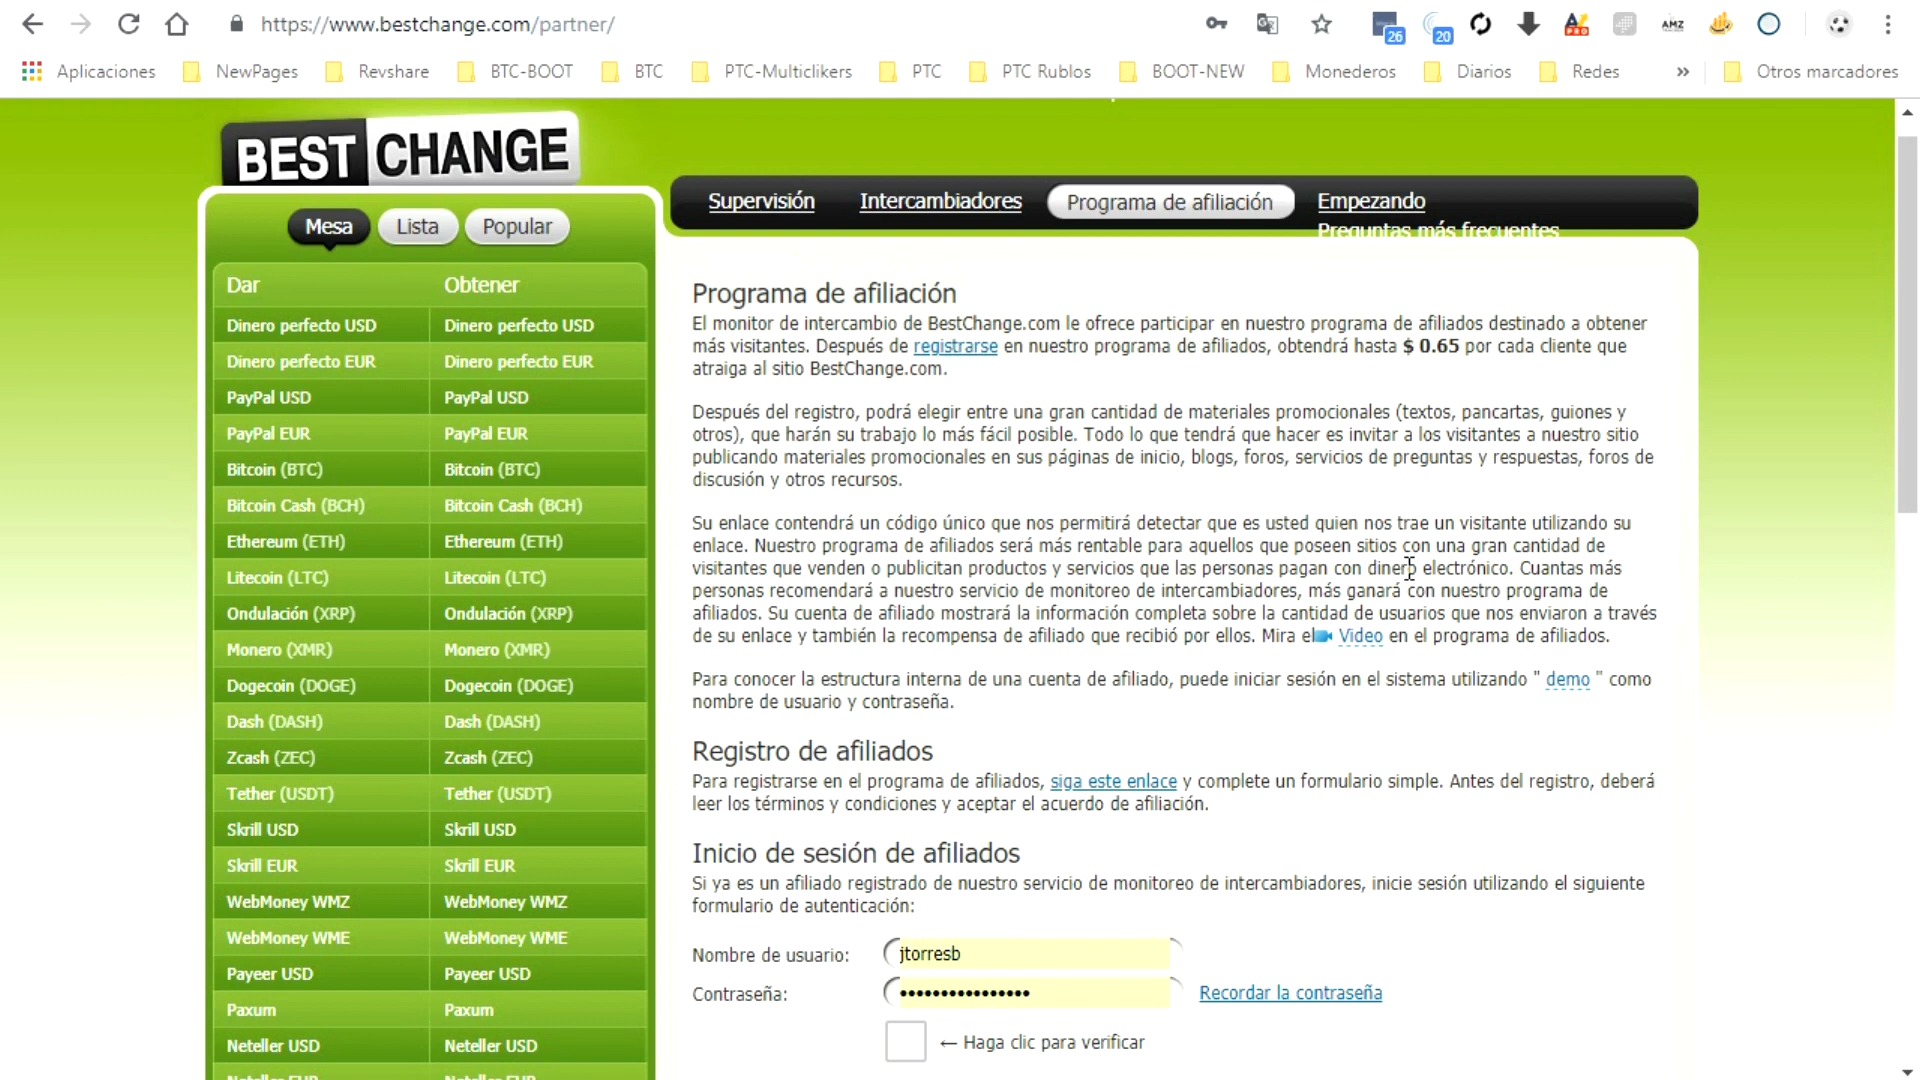 https://www.bestchange.com/partner/
26
20
PRO
AMZ
Aplicaciones
NewPages
Revshare
BTC-BOOT
BTC
PTC-Multiclikers
PTC
PTC Rublos
BOOT-NEW
Monederos
Diarios
Redes
»
Otros marcadores
BEST CHANGE
Supervisión
Intercambiadores
Programa de afiliación
Empezando
Preguntas más frecuentes
Mesa
Lista
Popular
Dar Obtener
Dinero perfecto USD Dinero perfecto USD
Dinero perfecto EUR Dinero perfecto EUR
PayPal USD PayPal USD
PayPal EUR PayPal EUR
Bitcoin (BTC) Bitcoin (BTC)
Bitcoin Cash (BCH) Bitcoin Cash (BCH)
Ethereum (ETH) Ethereum (ETH)
Litecoin (LTC) Litecoin (LTC)
Ondulación (XRP) Ondulación (XRP)
Monero (XMR) Monero (XMR)
Dogecoin (DOGE) Dogecoin (DOGE)
Dash (DASH) Dash (DASH)
Zcash (ZEC) Zcash (ZEC)
Tether (USDT) Tether (USDT)
Skrill USD Skrill USD
Skrill EUR Skrill EUR
WebMoney WMZ WebMoney WMZ
WebMoney WME WebMoney WME
Payeer USD Payeer USD
Paxum Paxum
Neteller USD Neteller USD
Neteller EUR Neteller EUR
Programa de afiliación
El monitor de intercambio de BestChange.com le ofrece participar en nuestro programa de afiliados destinado a obtener
más visitantes. Después de registrarse en nuestro programa de afiliados, obtendrá hasta $ 0.65 por cada cliente que
atraiga al sitio BestChange.com.
Después del registro, podrá elegir entre una gran cantidad de materiales promocionales (textos, pancartas, guiones y
otros), que harán su trabajo lo más fácil posible. Todo lo que tendrá que hacer es invitar a los visitantes a nuestro sitio
publicando materiales promocionales en sus páginas de inicio, blogs, foros, servicios de preguntas y respuestas, foros de
discusión y otros recursos.
Su enlace contendrá un código único que nos permitirá detectar que es usted quien nos trae un visitante utilizando su
enlace. Nuestro programa de afiliados será más rentable para aquellos que poseen sitios con una gran cantidad de
visitantes que venden o publicitan productos y servicios que las personas pagan con dinero electrónico. Cuantas más
personas recomendará a nuestro servicio de monitoreo de intercambiadores, más ganará con nuestro programa de
afiliados. Su cuenta de afiliado mostrará la información completa sobre la cantidad de usuarios que nos enviaron a través
de su enlace y también la recompensa de afiliado que recibió por ellos. Mira el Video en el programa de afiliados.
Para conocer la estructura interna de una cuenta de afiliado, puede iniciar sesión en el sistema utilizando " demo " como
nombre de usuario y contraseña.
Registro de afiliados
Para registrarse en el programa de afiliados, siga este enlace y complete un formulario simple. Antes del registro, deberá
leer los términos y condiciones y aceptar el acuerdo de afiliación.
Inicio de sesión de afiliados
Si ya es un afiliado registrado de nuestro servicio de monitoreo de intercambiadores, inicie sesión utilizando el siguiente
formulario de autenticación:
Nombre de usuario: jtorresb
Contraseña: •••••••••••••••• Recordar la contraseña
← Haga clic para verificar